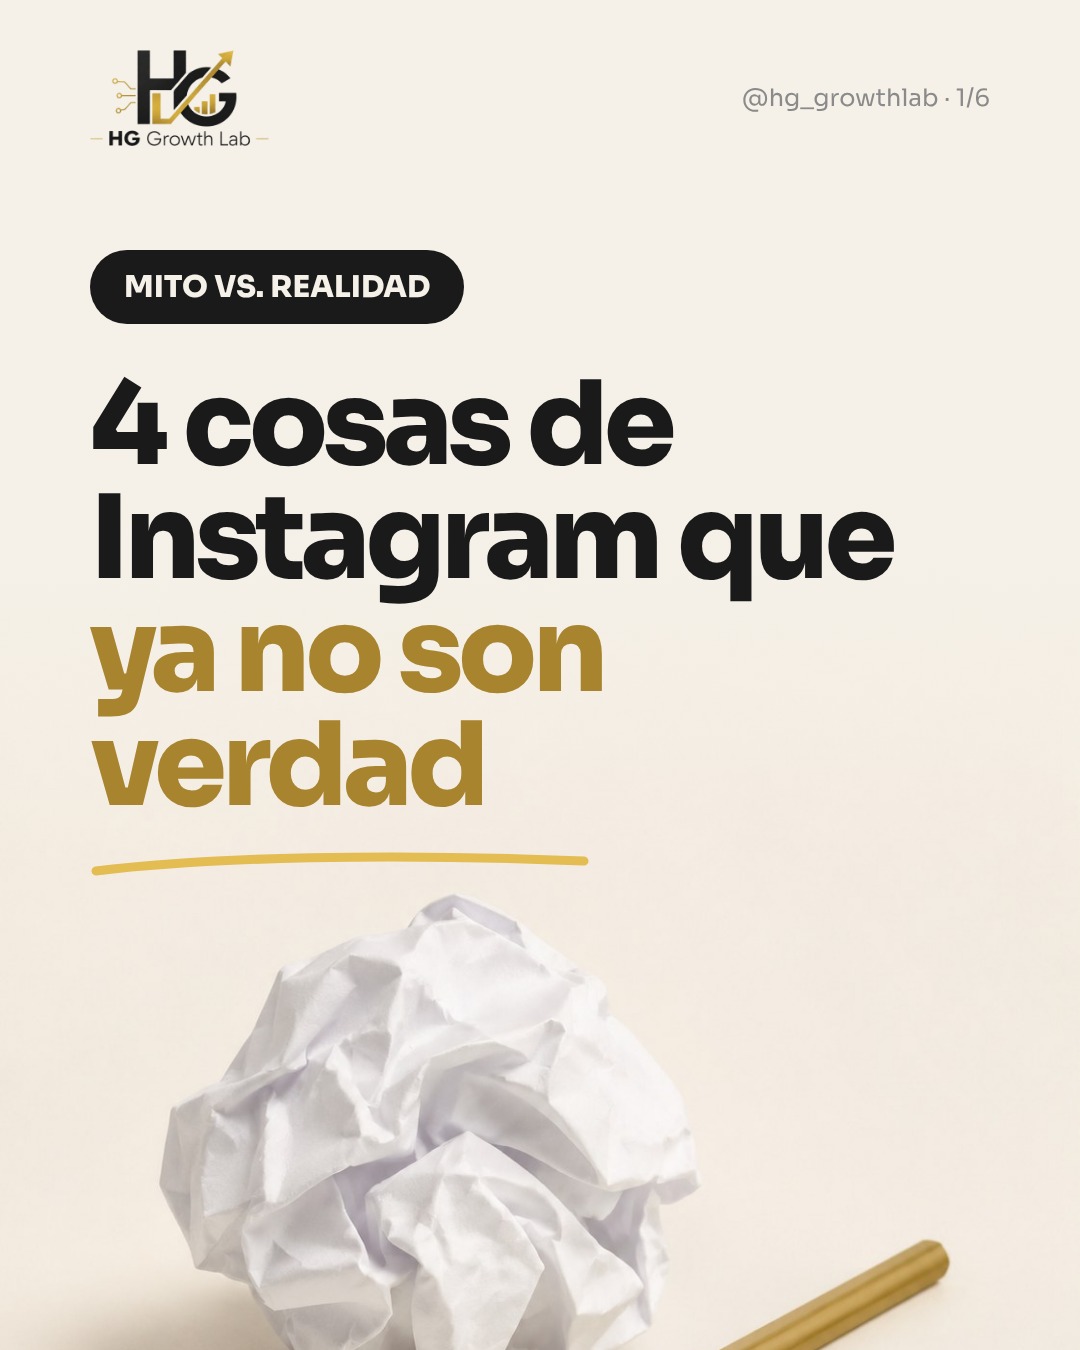 HG
HG Growth Lab
@hg_growthlab · 1/6
MITO VS. REALIDAD
4 cosas de
Instagram que
ya no son
verdad